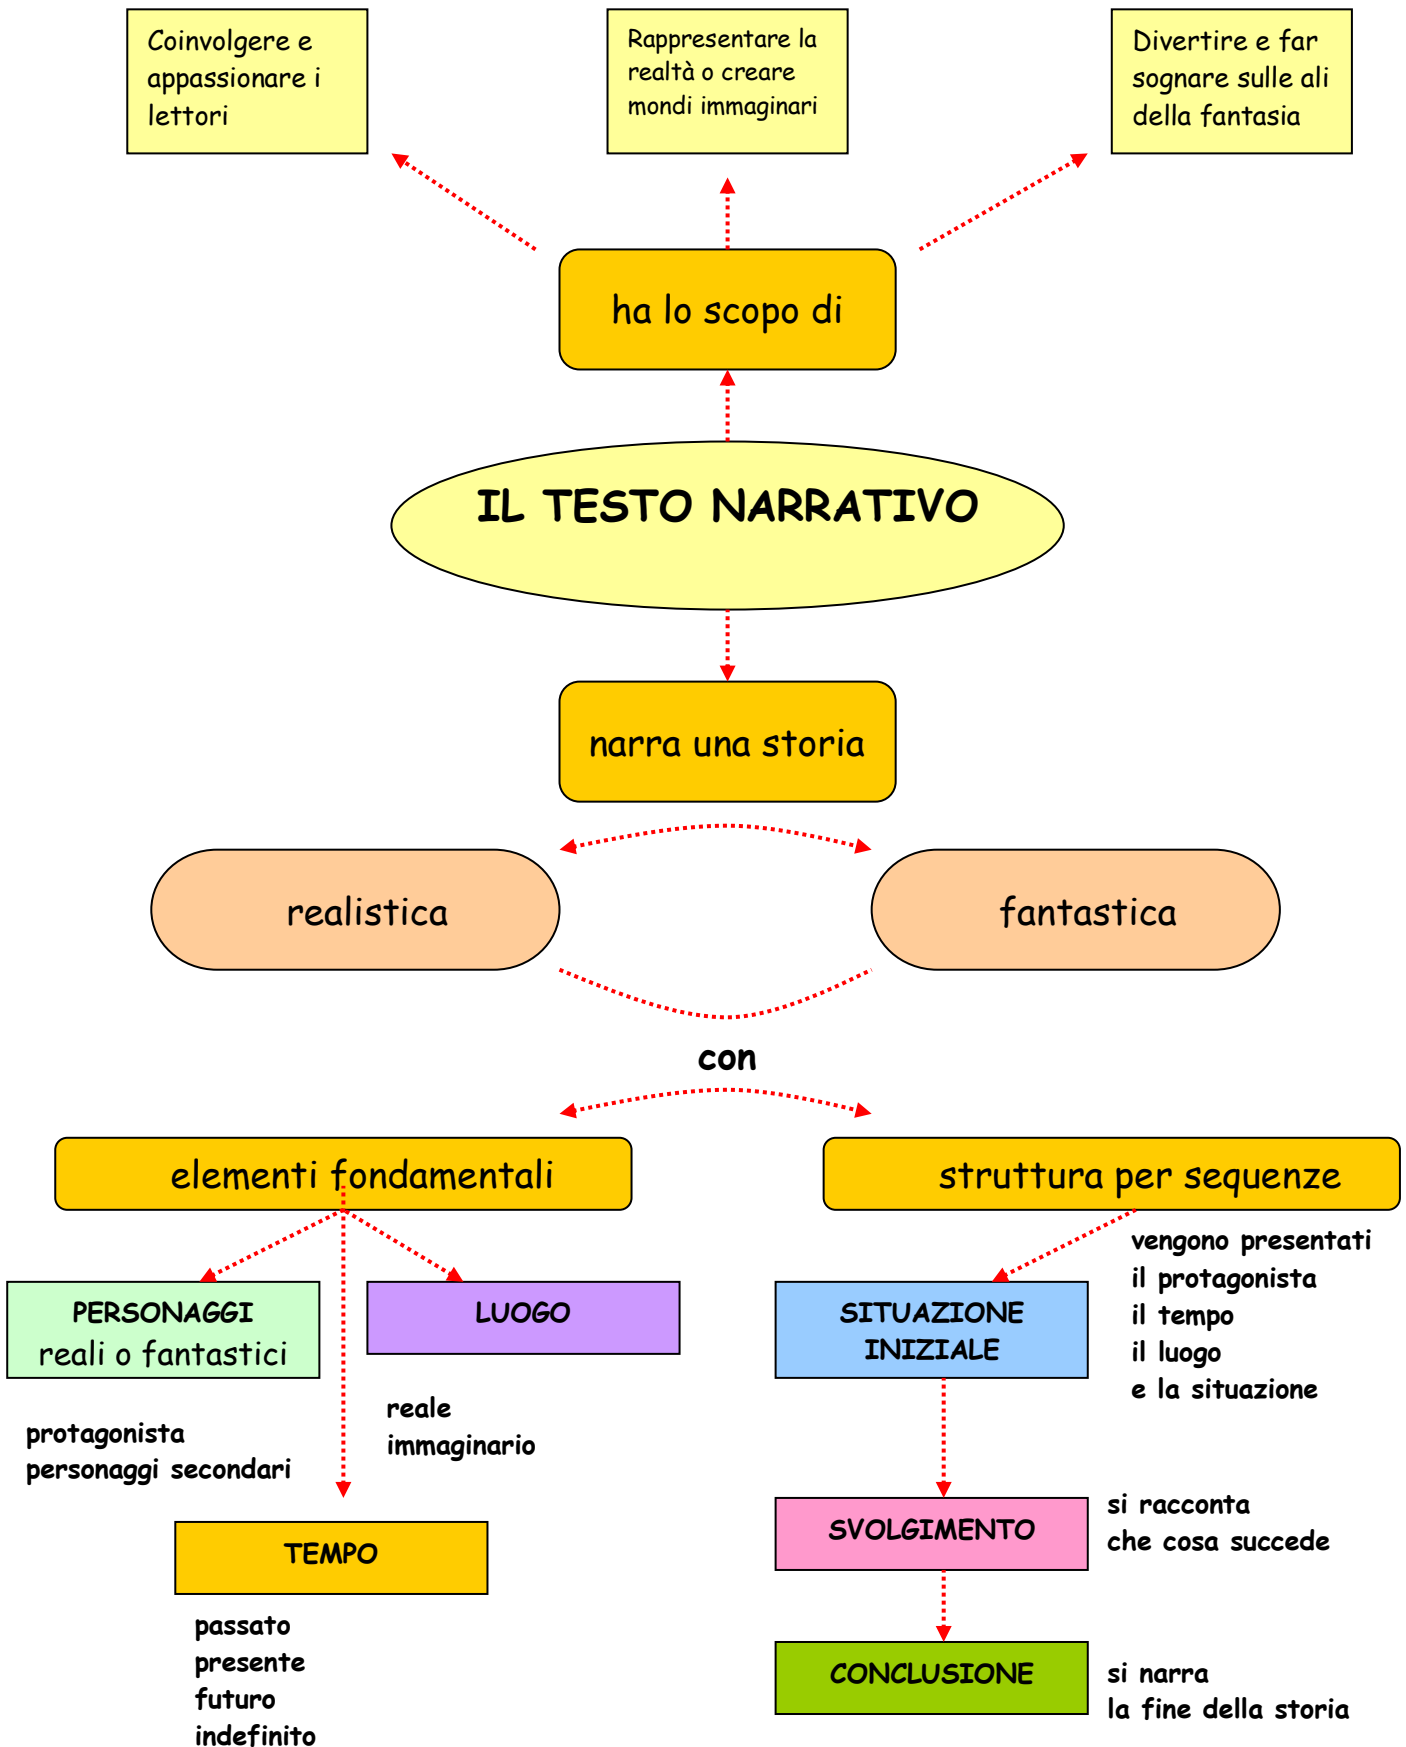 Coinvolgere e
appassionare i
lettori
Rappresentare la
realtà o creare
mondi immaginari
Divertire e far
sognare sulle ali
della fantasia
ha lo scopo di
IL TESTO NARRATIVO
narra una storia
realistica
fantastica
con
elementi fondamentali
PERSONAGGI
reali o fantastici
protagonista
personaggi secondari
LUOGO
reale
immaginario
TEMPO
passato
presente
futuro
indefinito
struttura per sequenze
SITUAZIONE
INIZIALE
vengono presentati
il protagonista
il tempo
il luogo
e la situazione
SVOLGIMENTO
si racconta
che cosa succede
CONCLUSIONE
si narra
la fine della storia